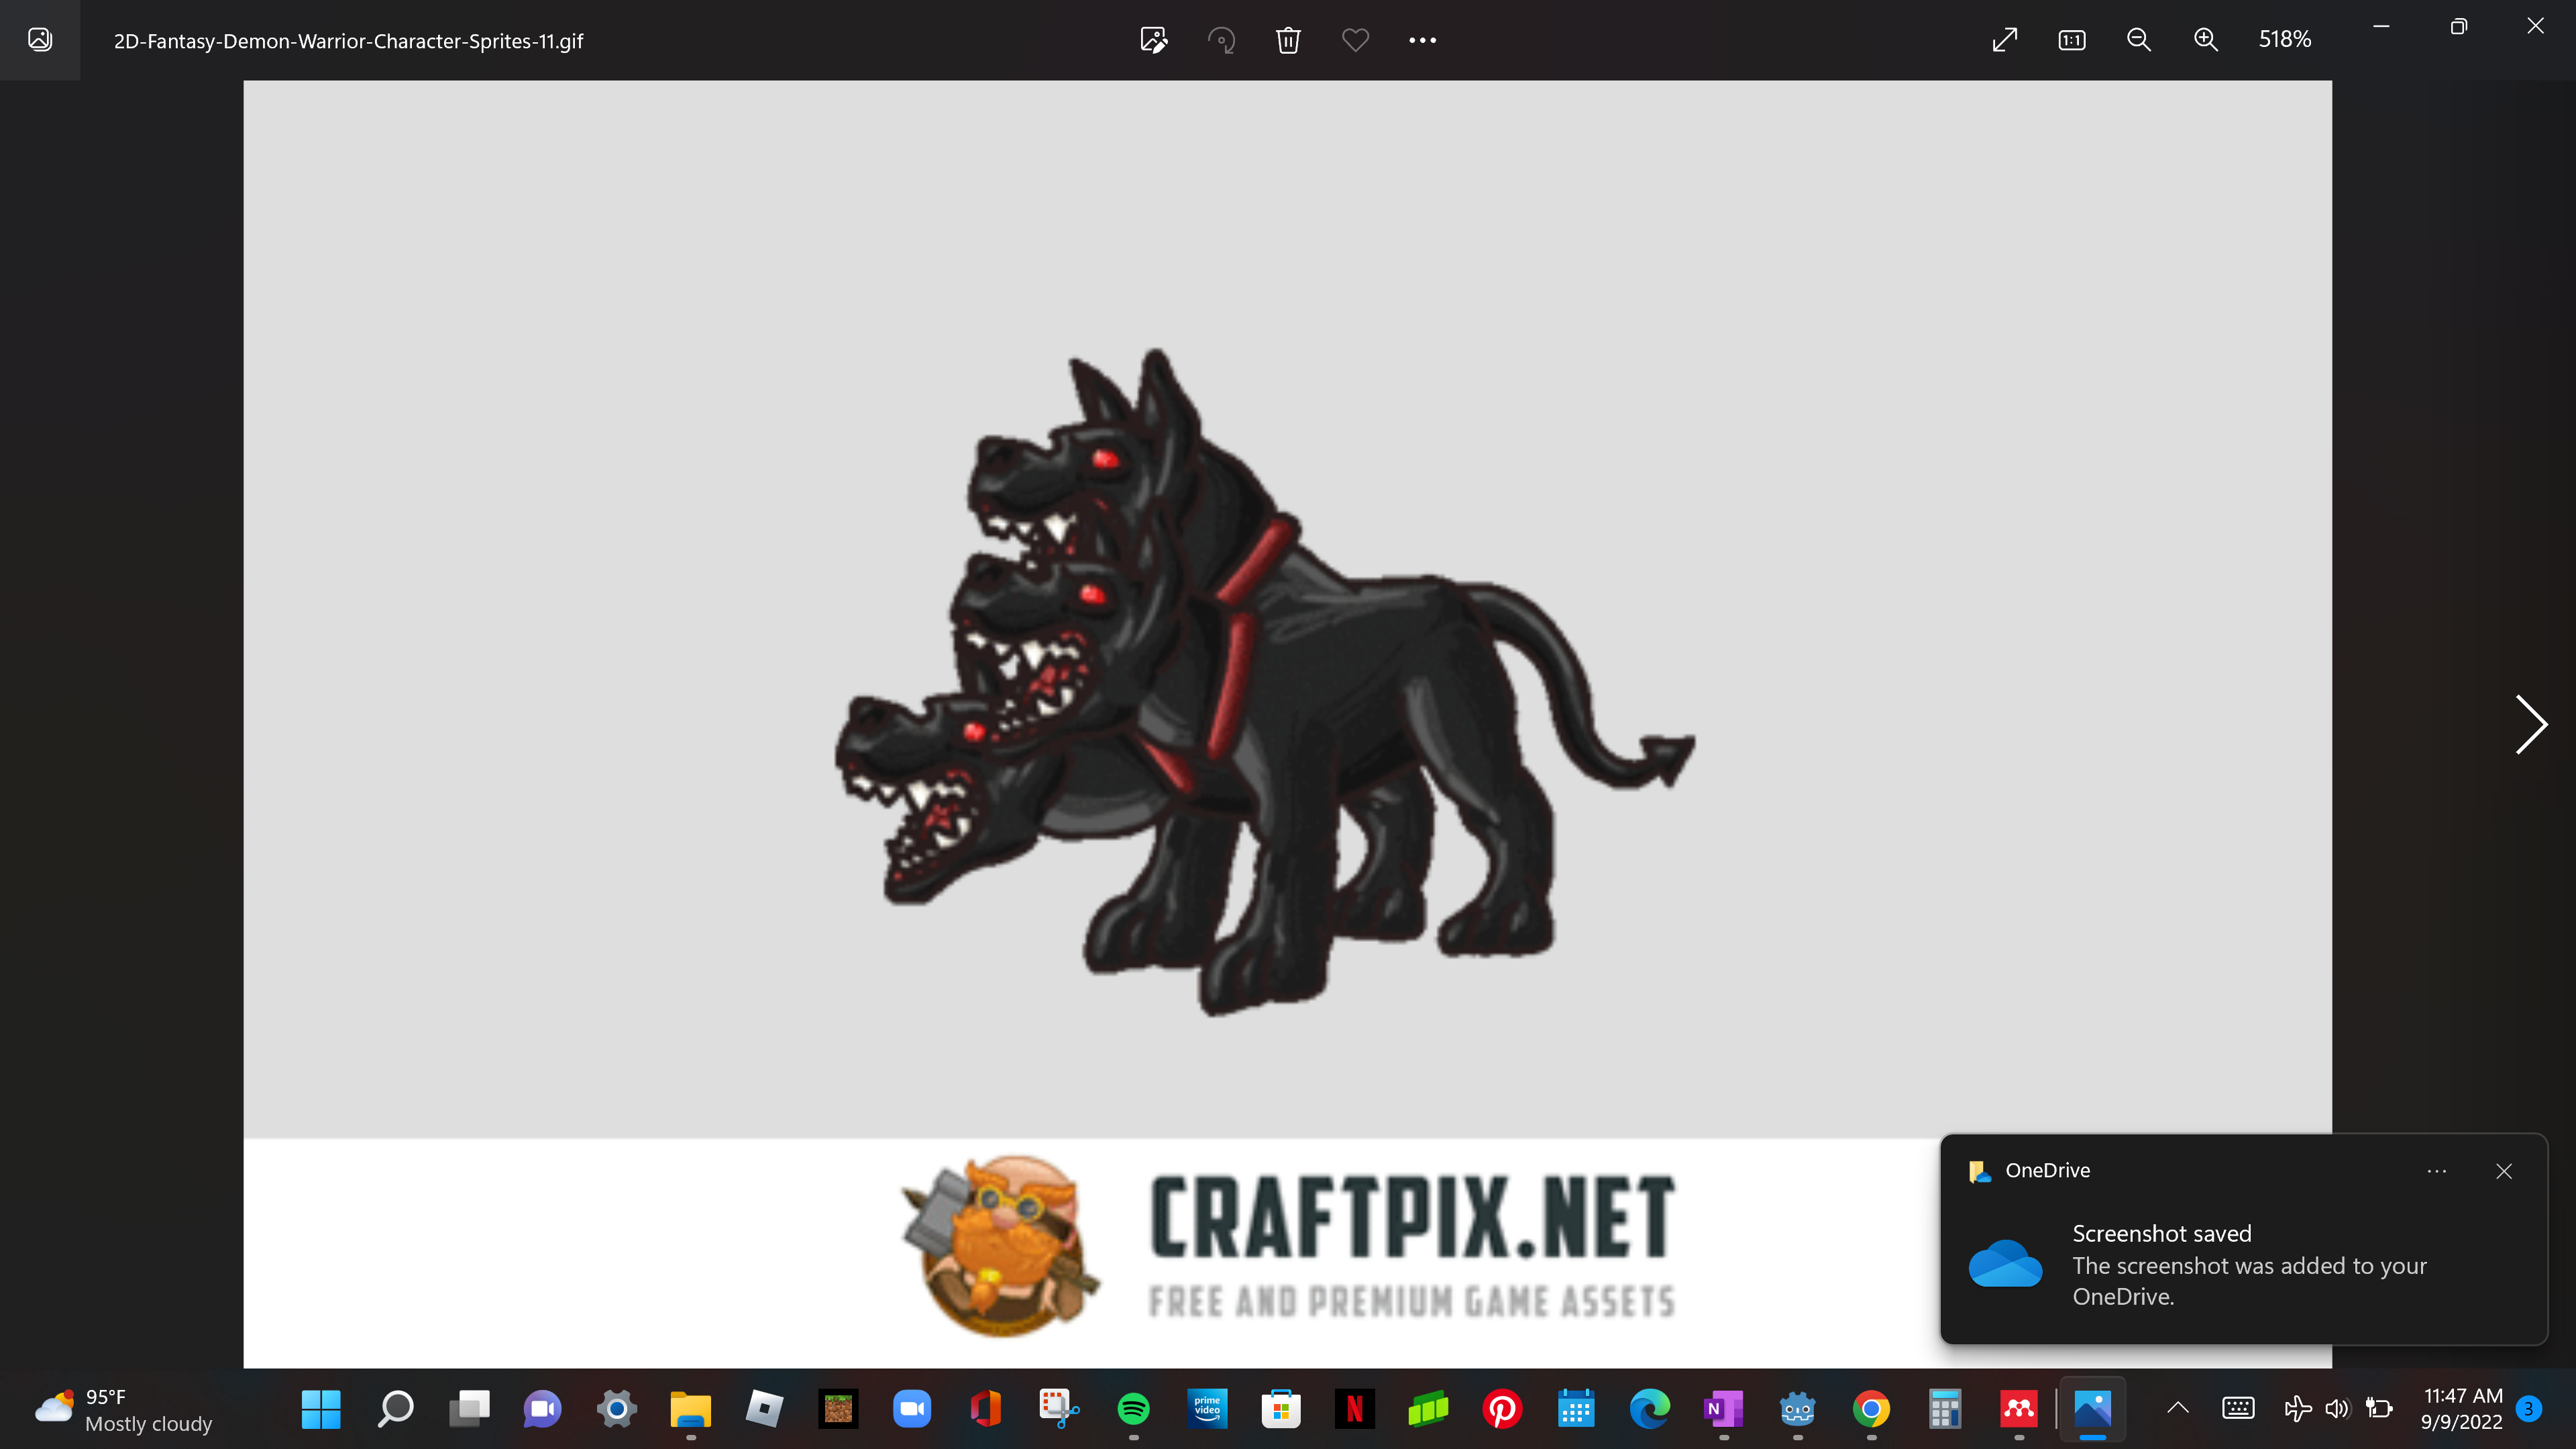 2D-Fantasy-Demon-Warrior-Character-Sprites-11.gif
1:1
518%
CRAFTPIX.NET
FREE AND PREMIUM GAME ASSETS
OneDrive
Screenshot saved
The screenshot was added to your
OneDrive.
95°F
Mostly cloudy
prime
video
N
N
11:47 AM
9/9/2022
3